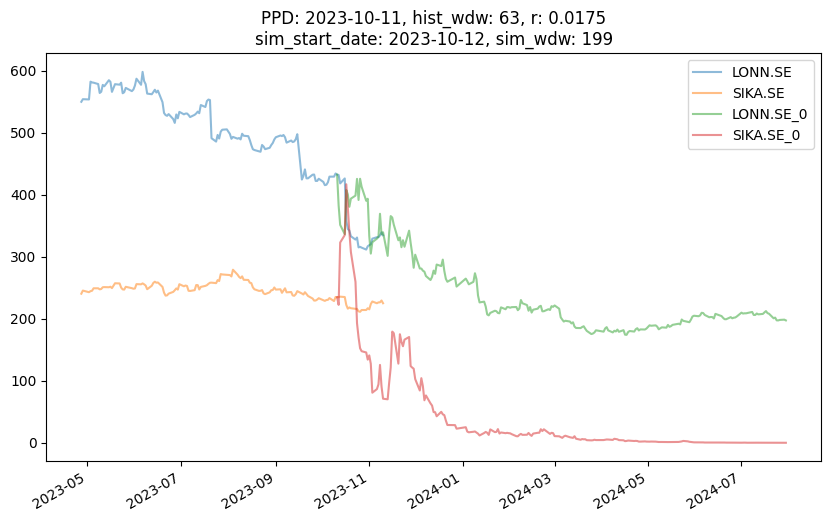 PPD: 2023-10-11, hist_wdw: 63, r: 0.0175
sim_start_date: 2023-10-12, sim_wdw: 199
LONN.SE
SIKA.SE
LONN.SE_0
SIKA.SE_0
600
500
400
300
200
100
0
2023-05
2023-07
2023-09
2023-11
2024-01
2024-03
2024-05
2024-07